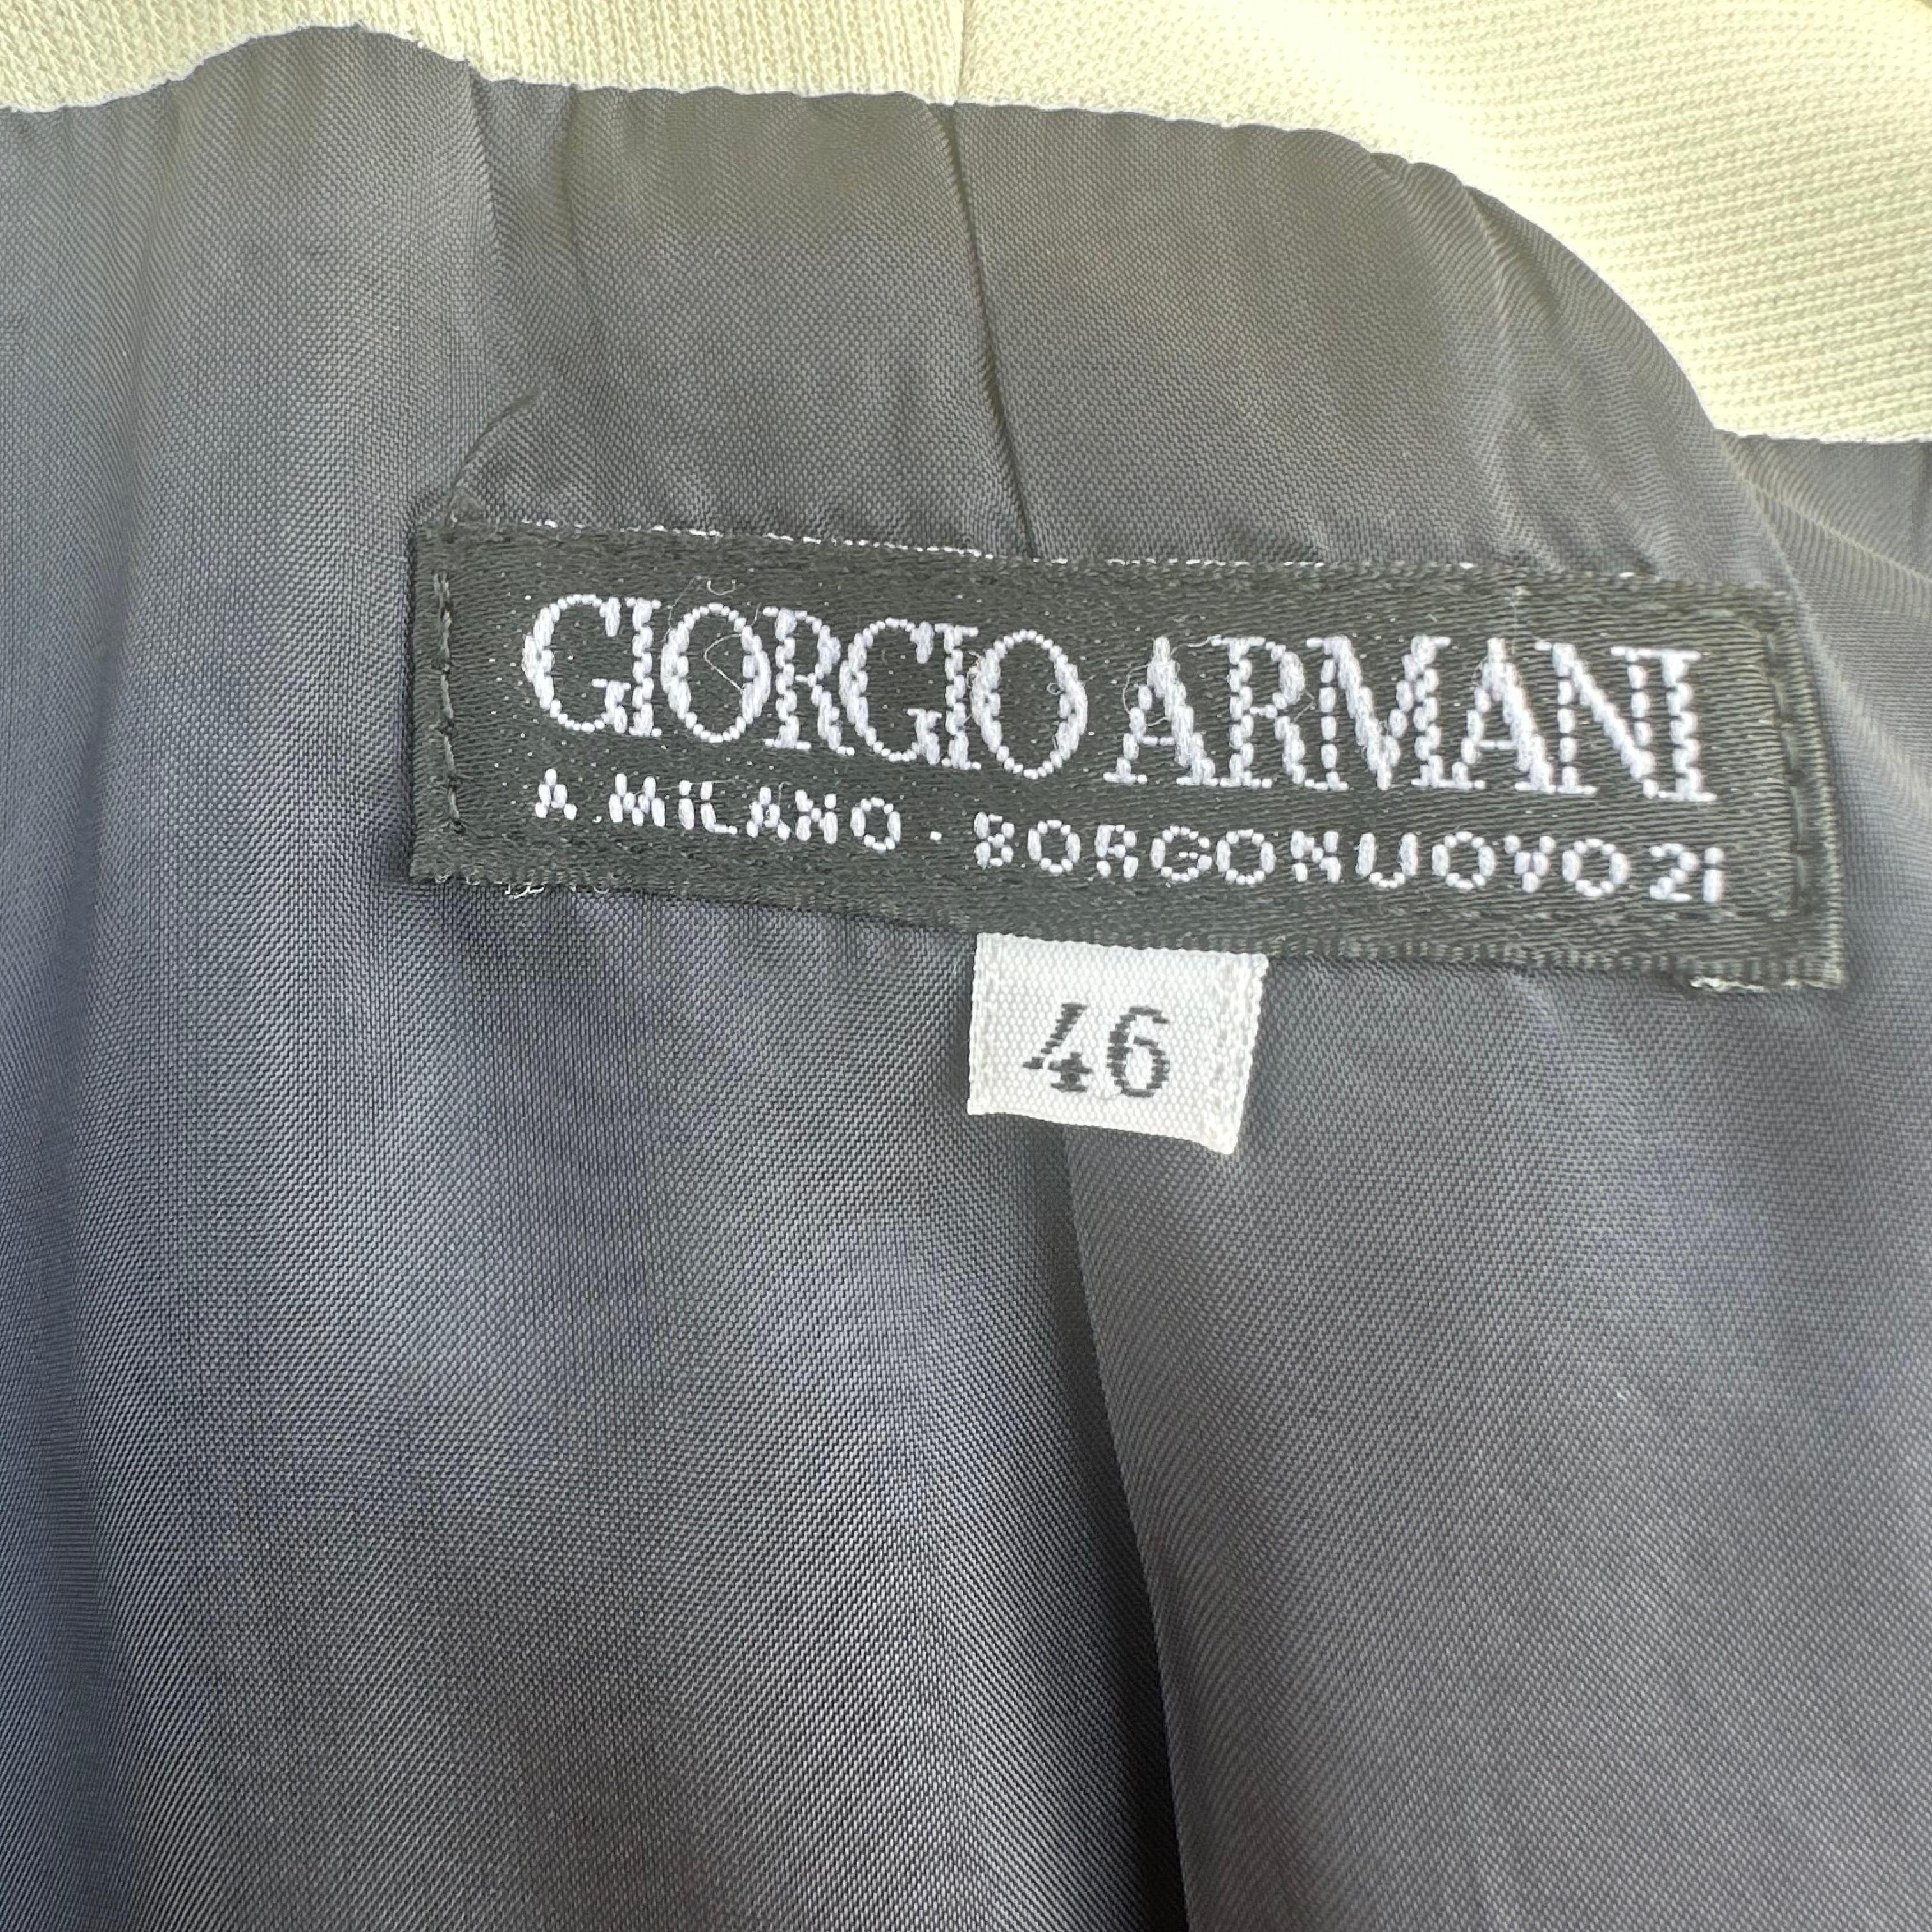 GIORGIO ARMANI
A.MILANO · BORGONUOVO 21
46